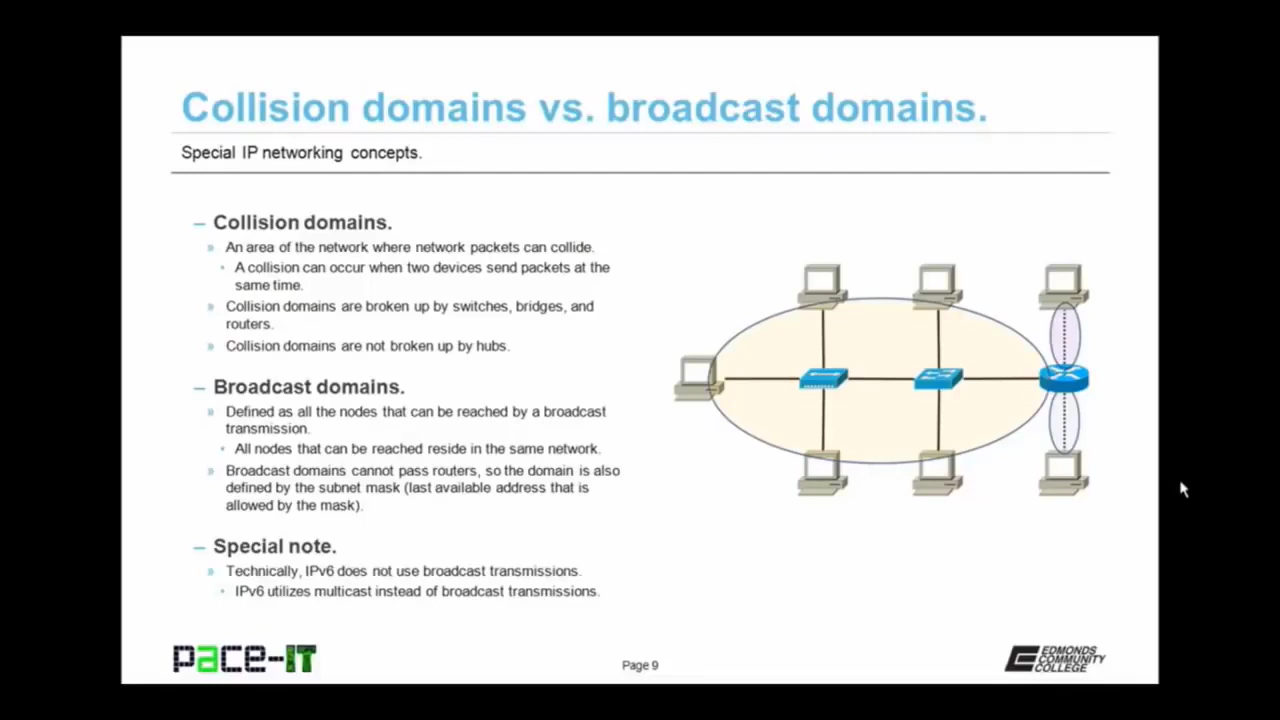 Collision domains vs. broadcast domains.
Special IP networking concepts.
– Collision domains.
» An area of the network where network packets can collide.
• A collision can occur when two devices send packets at the
same time.
» Collision domains are broken up by switches, bridges, and
routers.
» Collision domains are not broken up by hubs.
– Broadcast domains.
» Defined as all the nodes that can be reached by a broadcast
transmission.
• All nodes that can be reached reside in the same network.
» Broadcast domains cannot pass routers, so the domain is also
defined by the subnet mask (last available address that is
allowed by the mask).
– Special note.
» Technically, IPv6 does not use broadcast transmissions.
• IPv6 utilizes multicast instead of broadcast transmissions.
pace-IT
Page 9
EDMONDS
COMMUNITY
COLLEGE